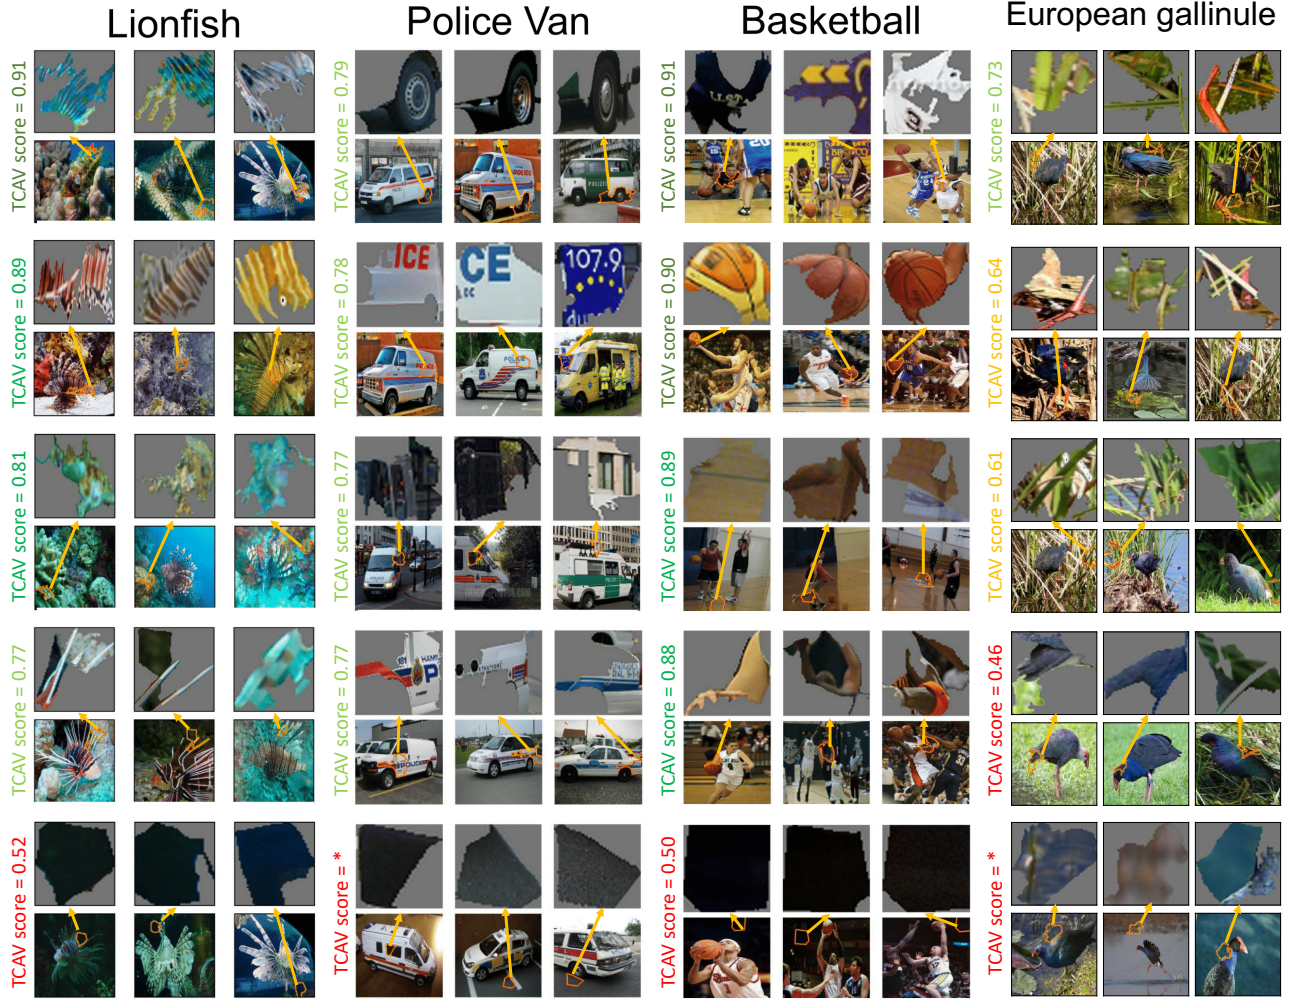 Lionfish
Police Van
Basketball
European gallinule
TCAV score = 0.91
TCAV score = 0.79
TCAV score = 0.91
TCAV score = 0.73
TCAV score = 0.89
TCAV score = 0.78
ICE
CE
CC
107.9
TCAV score = 0.90
TCAV score = 0.64
POLICE
TCAV score = 0.81
TCAV score = 0.77
TCAV score = 0.89
TCAV score = 0.61
TCAV score = 0.77
TCAV score = 0.77
HAM
P
TCAV score = 0.88
TCAV score = 0.46
POLICE
TCAV score = 0.52
TCAV score = *
TCAV score = 0.50
TCAV score = *